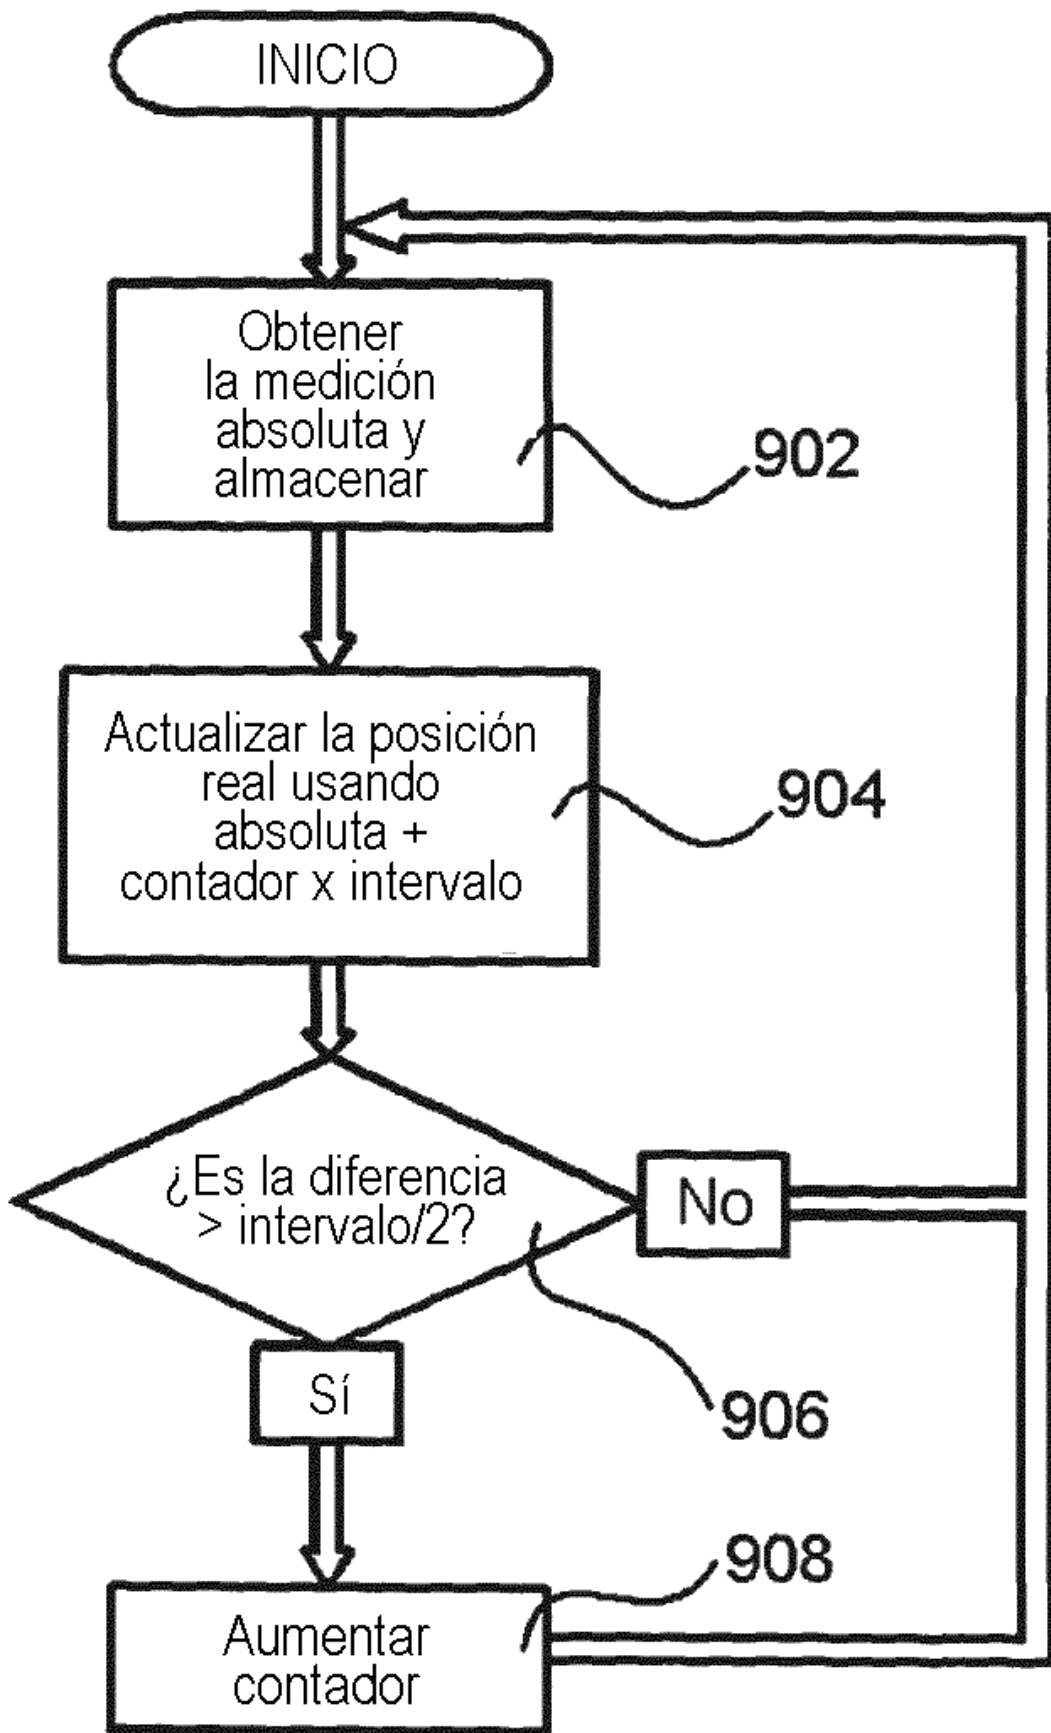 INICIO
Obtener
la medición
absoluta y
almacenar
902
Actualizar la posición
real usando
absoluta +
contador x intervalo
904
¿Es la diferencia
> intervalo/2?
No
906
Sí
908
Aumentar
contador